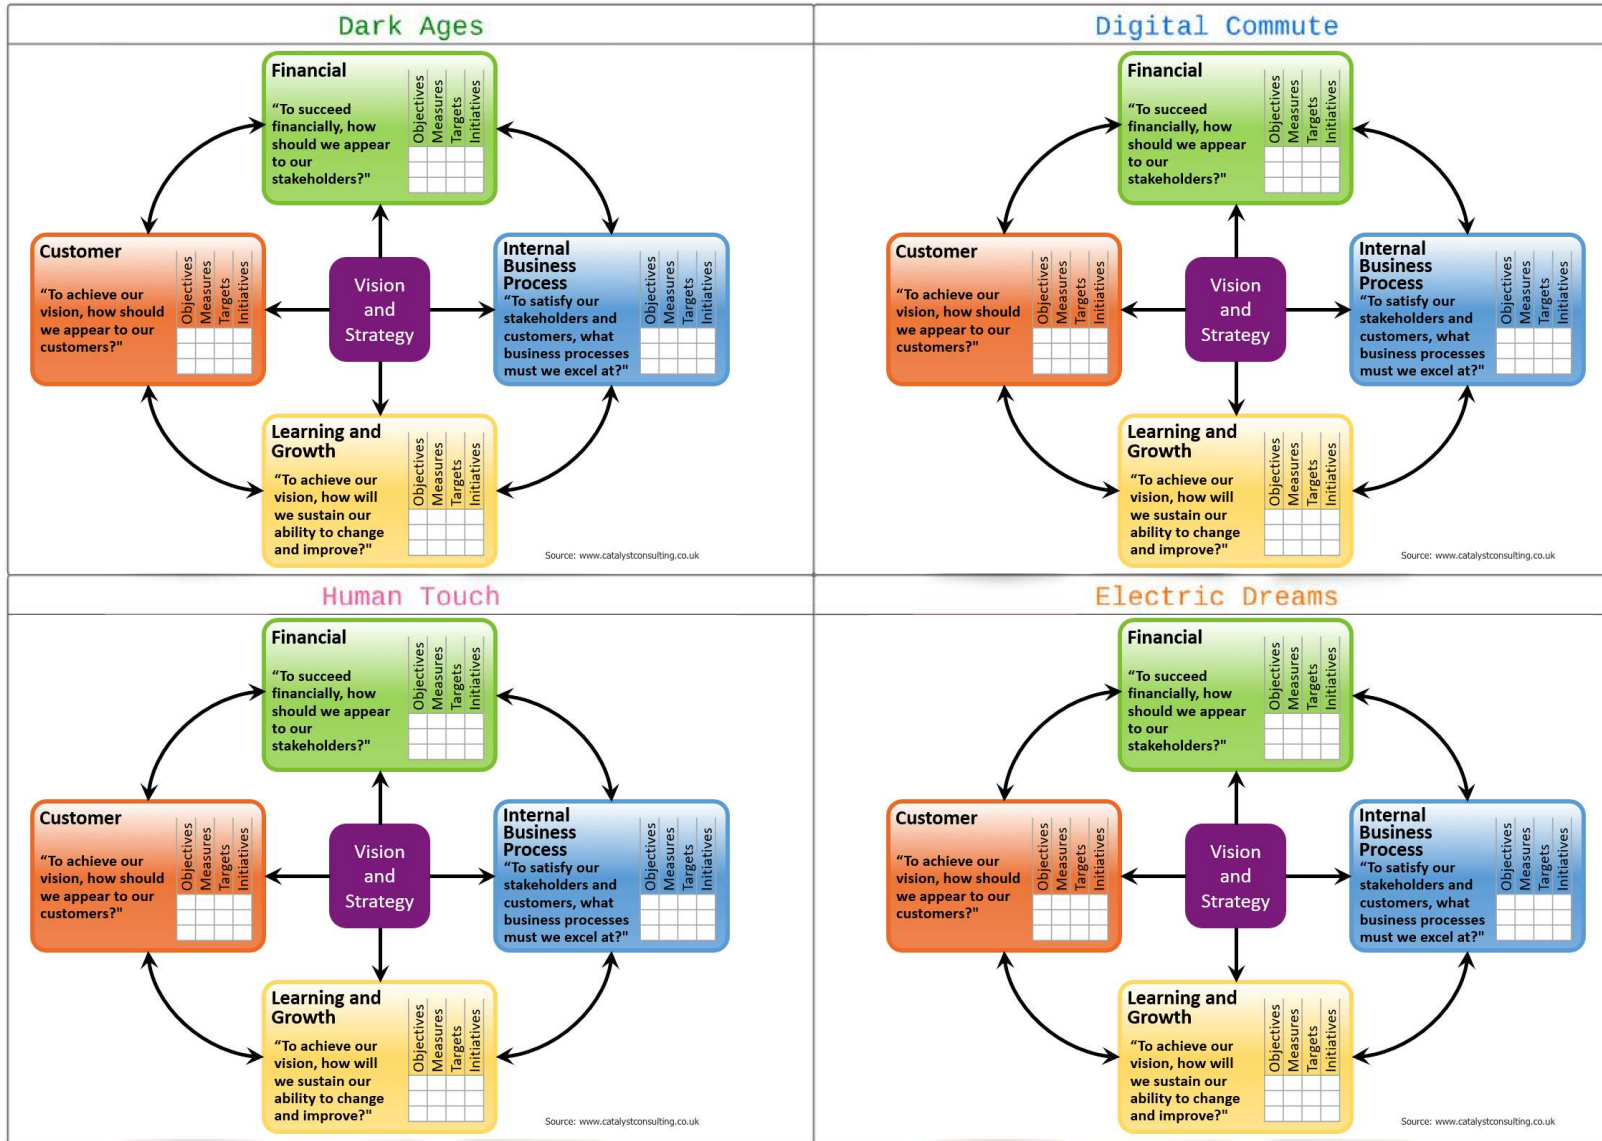 Dark Ages
Financial
“To succeed
financially, how
should we appear
to our
stakeholders?"
Objectives
Measures
Targets
Initiatives
Customer
“To achieve our
vision, how should
we appear to our
customers?"
Objectives
Measures
Targets
Initiatives
Vision
and
Strategy
Internal
Business
Process
“To satisfy our
stakeholders and
customers, what
business processes
must we excel at?"
Objectives
Measures
Targets
Initiatives
Learning and
Growth
“To achieve our
vision, how will
we sustain our
ability to change
and improve?"
Objectives
Measures
Targets
Initiatives
Source: www.catalystconsulting.co.uk
Digital Commute
Financial
“To succeed
financially, how
should we appear
to our
stakeholders?"
Objectives
Measures
Targets
Initiatives
Customer
“To achieve our
vision, how should
we appear to our
customers?"
Objectives
Measures
Targets
Initiatives
Vision
and
Strategy
Internal
Business
Process
“To satisfy our
stakeholders and
customers, what
business processes
must we excel at?"
Objectives
Measures
Targets
Initiatives
Learning and
Growth
“To achieve our
vision, how will
we sustain our
ability to change
and improve?"
Objectives
Measures
Targets
Initiatives
Source: www.catalystconsulting.co.uk
Human Touch
Financial
“To succeed
financially, how
should we appear
to our
stakeholders?"
Objectives
Measures
Targets
Initiatives
Customer
“To achieve our
vision, how should
we appear to our
customers?"
Objectives
Measures
Targets
Initiatives
Vision
and
Strategy
Internal
Business
Process
“To satisfy our
stakeholders and
customers, what
business processes
must we excel at?"
Objectives
Measures
Targets
Initiatives
Learning and
Growth
“To achieve our
vision, how will
we sustain our
ability to change
and improve?"
Objectives
Measures
Targets
Initiatives
Source: www.catalystconsulting.co.uk
Electric Dreams
Financial
“To succeed
financially, how
should we appear
to our
stakeholders?"
Objectives
Measures
Targets
Initiatives
Customer
“To achieve our
vision, how should
we appear to our
customers?"
Objectives
Measures
Targets
Initiatives
Vision
and
Strategy
Internal
Business
Process
“To satisfy our
stakeholders and
customers, what
business processes
must we excel at?"
Objectives
Measures
Targets
Initiatives
Learning and
Growth
“To achieve our
vision, how will
we sustain our
ability to change
and improve?"
Objectives
Measures
Targets
Initiatives
Source: www.catalystconsulting.co.uk